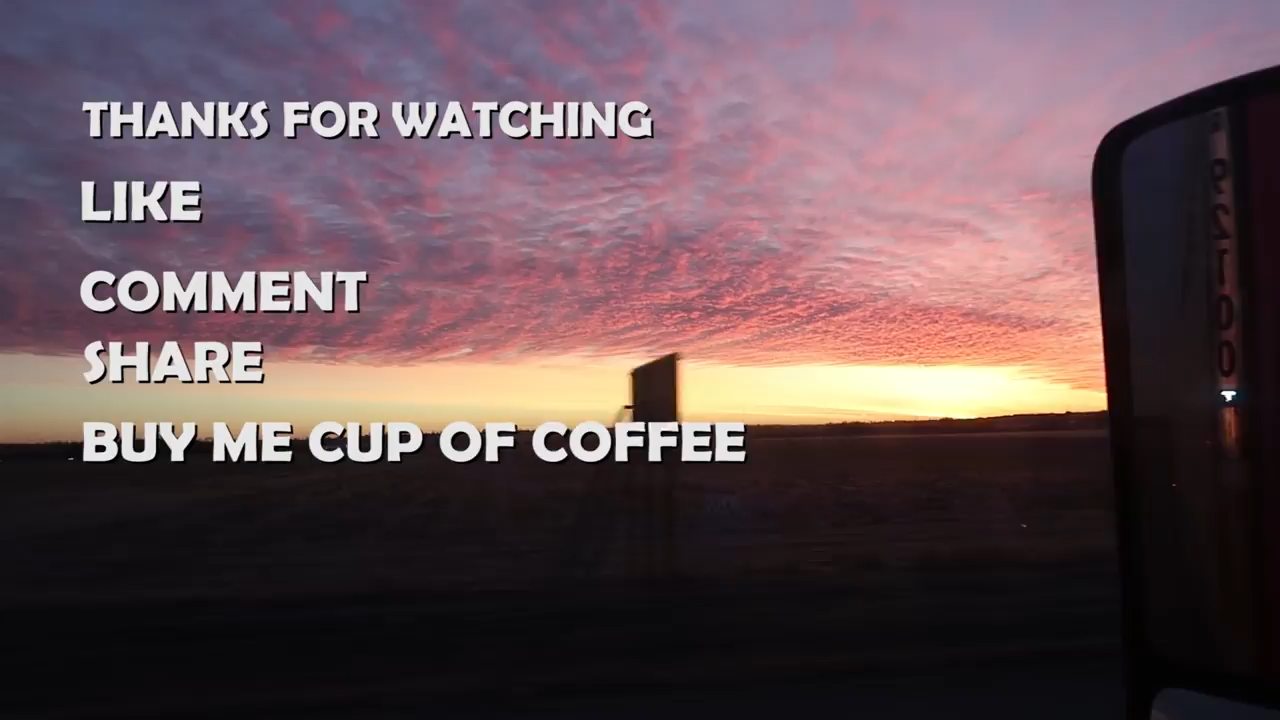 THANKS FOR WATCHING
LIKE
COMMENT
SHARE
BUY ME CUP OF COFFEE